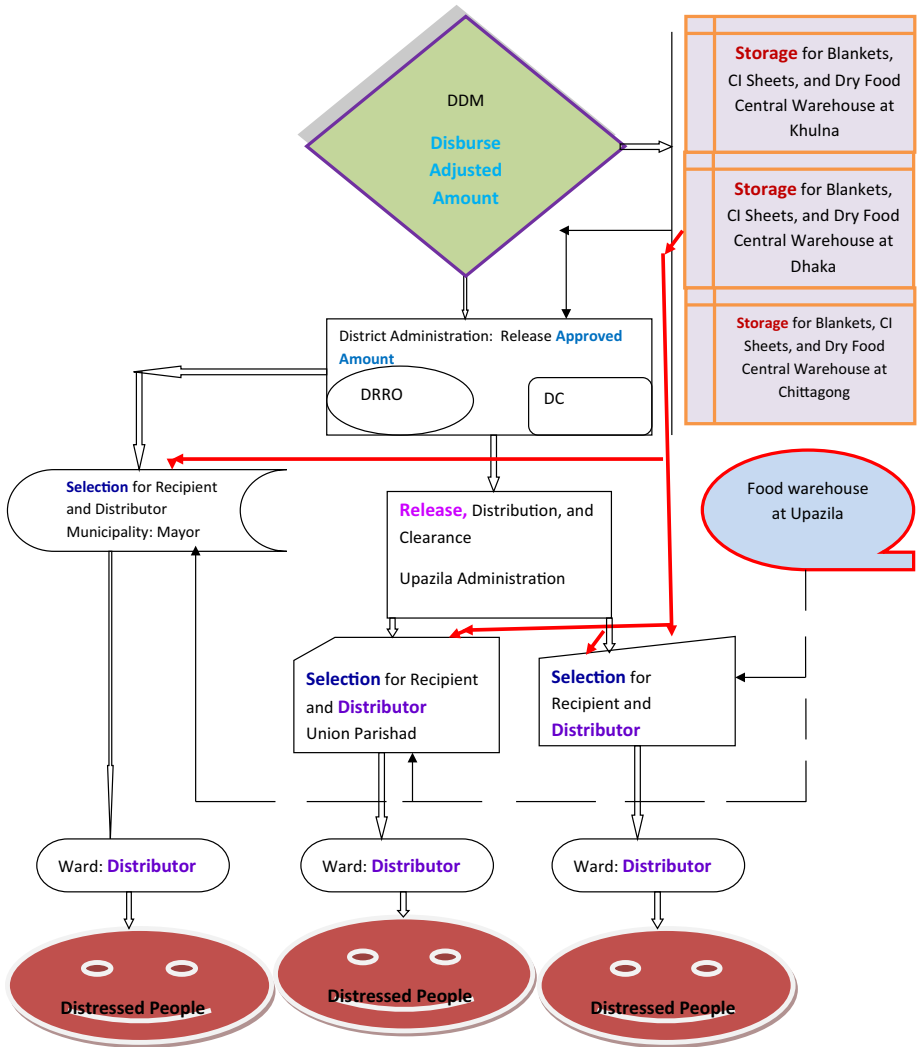 DDM
Disburse
Adjusted
Amount
Storage for Blankets,
CI Sheets, and Dry Food
Central Warehouse at
Khulna
Storage for Blankets,
CI Sheets, and Dry Food
Central Warehouse at
Dhaka
Storage for Blankets, CI
Sheets, and Dry Food
Central Warehouse at
Chittagong
District Administration: Release Approved
Amount
DRRO
DC
Selection for Recipient
and Distributor
Municipality: Mayor
Release, Distribution, and
Clearance
Upazila Administration
Food warehouse
at Upazila
Selection for Recipient
and Distributor
Union Parishad
Selection for
Recipient and
Distributor
Ward: Distributor
Ward: Distributor
Ward: Distributor
Distressed People
Distressed People
Distressed People